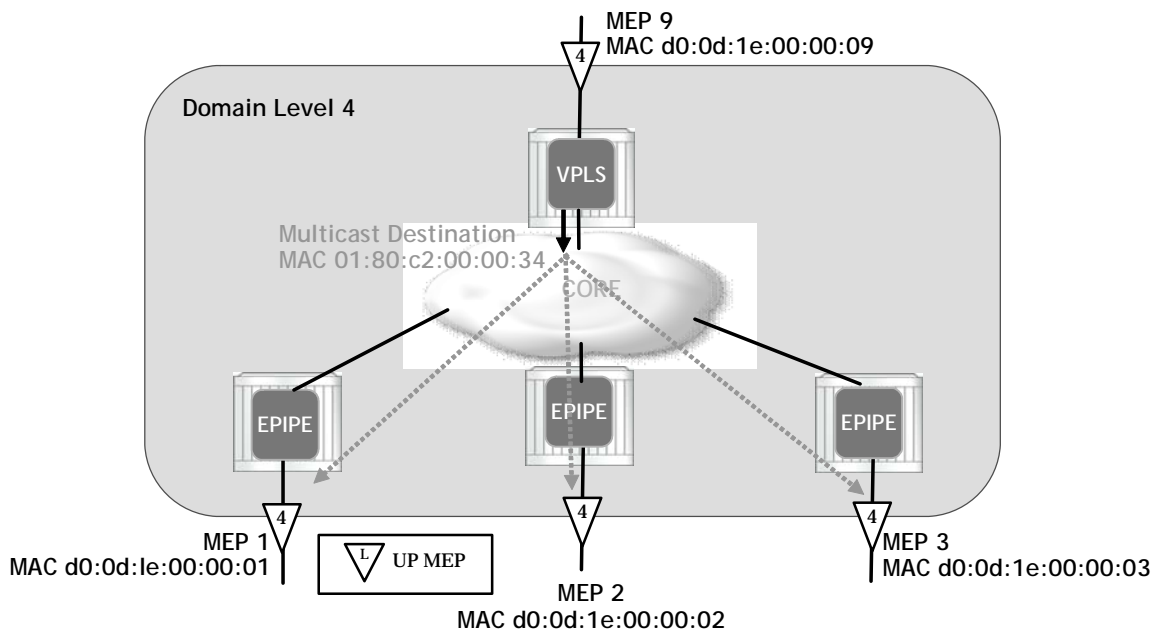 MEP 9
MAC d0:0d:1e:00:00:09
4
Domain Level 4
VPLS
Multicast Destination
MAC 01:80:c2:00:00:34
CORE
EPIPE
EPIPE
EPIPE
4
4
4
MEP 1
MAC d0:0d:le:00:00:01
L UP MEP
MEP 2
MAC d0:0d:1e:00:00:02
MEP 3
MAC d0:0d:1e:00:00:03